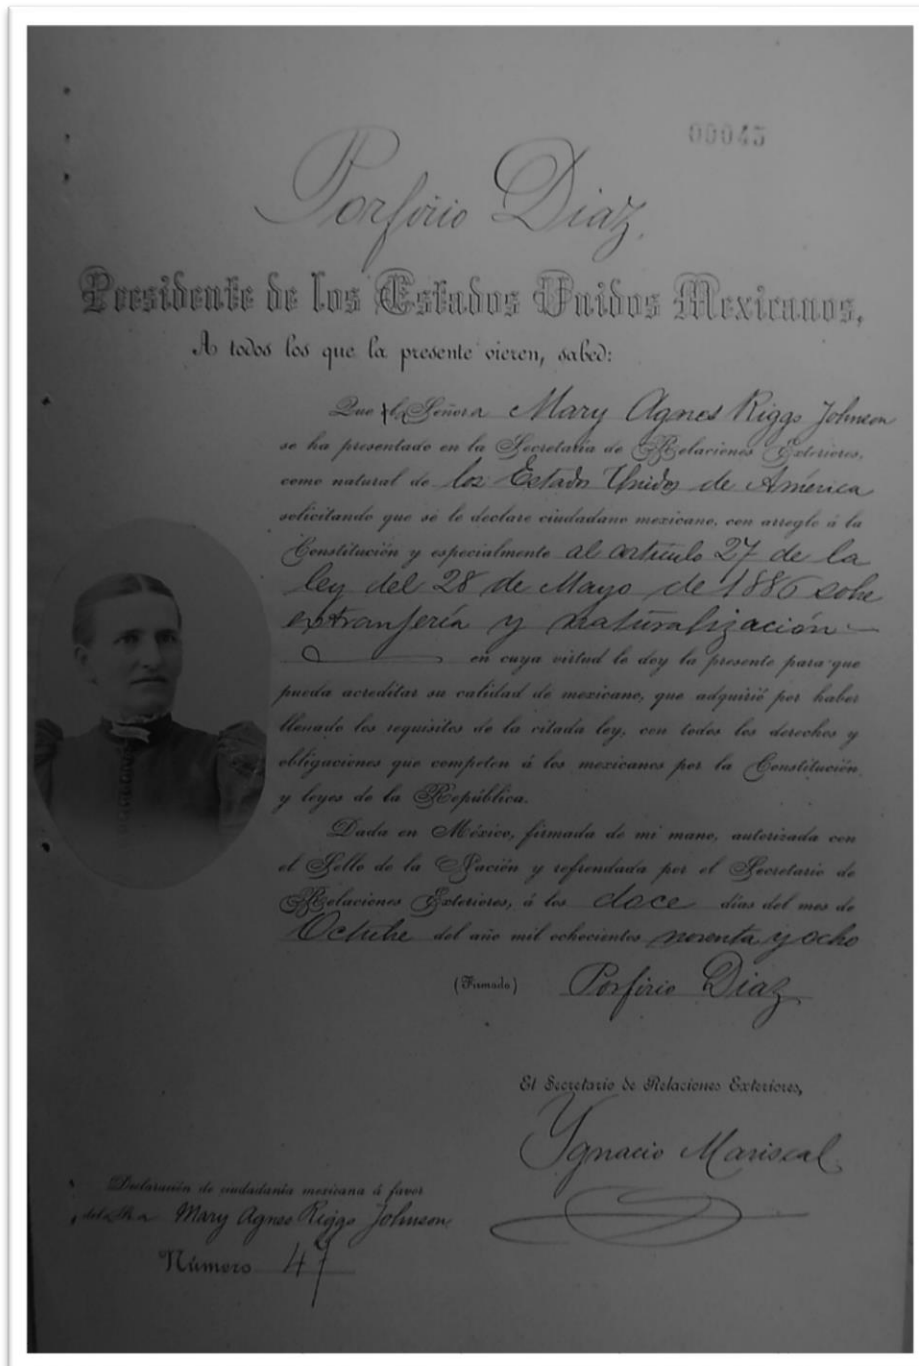 00045
Porfirio Diaz,
Presidente de los Estados Unidos Mexicanos,
A todos los que la presente vieren, sabed:
Que la Señora Mary Agnes Riggs Johnson
se ha presentado en la Secretaría de Relaciones Exteriores,
como natural de los Estados Unidos de América
solicitando que se le declare ciudadano mexicano, con arreglo á la
Constitución y especialmente al artículo 27 de la
ley del 28 de Mayo de 1886 sobe
extranjería y naturalización
en cuya virtud le doy la presente para que
pueda acreditar su calidad de mexicano, que adquirió por haber
llenado los requisitos de la citada ley, con todos los derechos y
obligaciones que competen á los mexicanos por la Constitución
y leyes de la República.
Dada en México, firmada de mi mano, autorizada con
el Sello de la Nación y refrendada por el Secretario de
Relaciones Exteriores, á los doce días del mes de
Octubre del año mil ochocientos noventa y ocho
(Firmado) Porfirio Diaz
El Secretario de Relaciones Exteriores,
Ygnacio Mariscal
Declaración de ciudadanía mexicana á favor
de la Sra Mary Agnes Riggs Johnson
Número 47